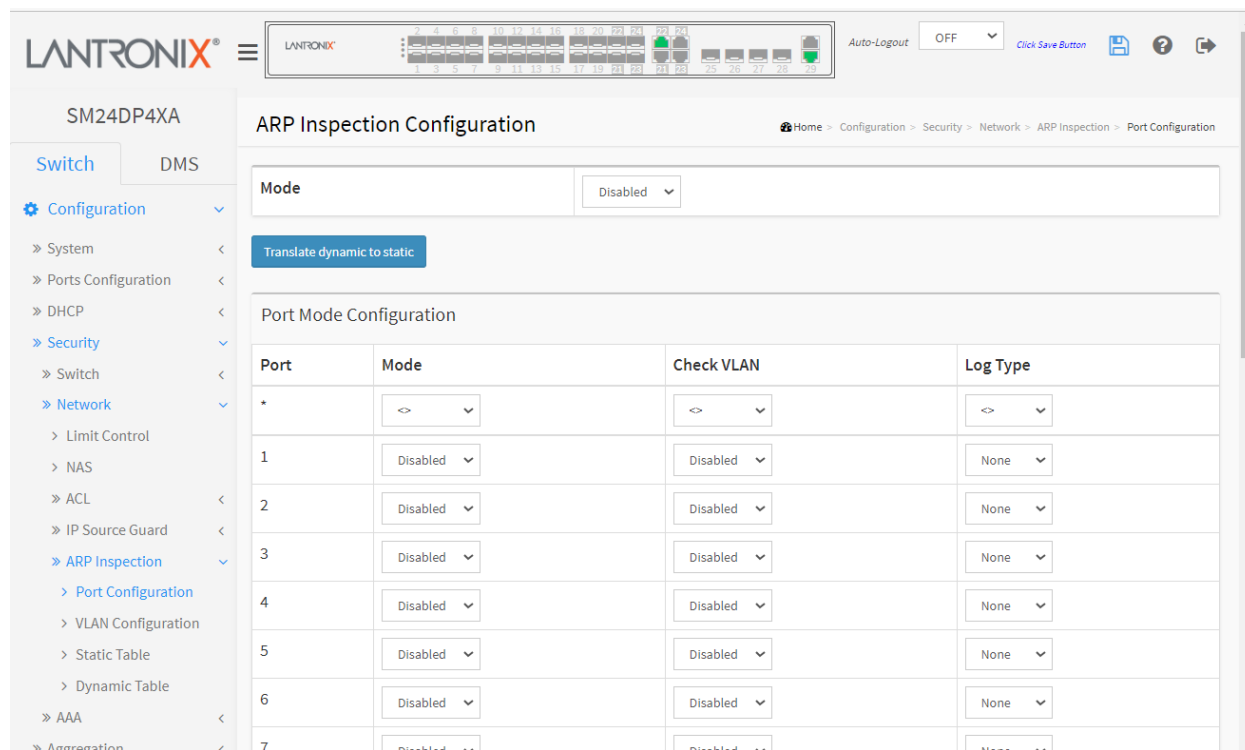 LANTRONIX®
LANTRONIX
2 4 6 8 10 12 14 16 18 20 22 24 22 24
1 3 5 7 9 11 13 15 17 19 21 23 21 23 25 26 27 28 29
Auto-Logout OFF Click Save Button
SM24DP4XA
Switch DMS
Configuration
System
Ports Configuration
DHCP
Security
Switch
Network
> Limit Control
> NAS
ACL
IP Source Guard
ARP Inspection
> Port Configuration
> VLAN Configuration
> Static Table
> Dynamic Table
AAA
Aggregation
ARP Inspection Configuration
Home > Configuration > Security > Network > ARP Inspection > Port Configuration
Mode Disabled
Translate dynamic to static
Port Mode Configuration
Port Mode Check VLAN Log Type
* <> <> <>
1 Disabled Disabled None
2 Disabled Disabled None
3 Disabled Disabled None
4 Disabled Disabled None
5 Disabled Disabled None
6 Disabled Disabled None
7 Disabled Disabled None